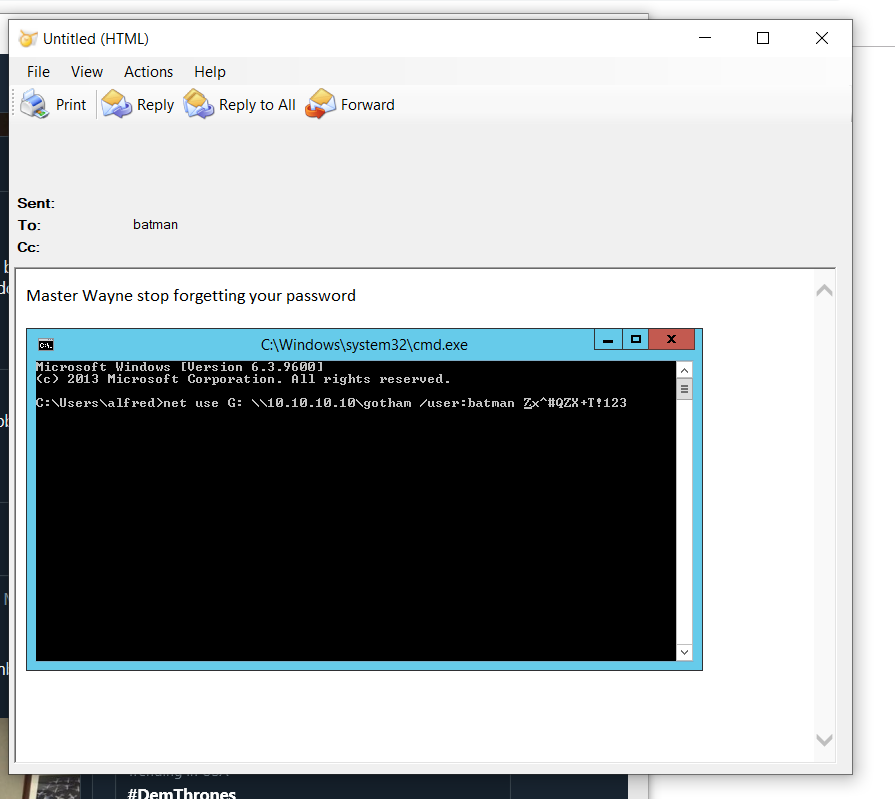 Untitled (HTML)
File View Actions Help
Print Reply Reply to All Forward
Sent:
To: batman
Cc:
Master Wayne stop forgetting your password
C:\Windows\system32\cmd.exe
Microsoft Windows [Version 6.3.9600]
(c) 2013 Microsoft Corporation. All rights reserved.
C:\Users\alfred>net use G: \\10.10.10.10\gotham /user:batman Zx^#QZX+T!123
#DemThrones